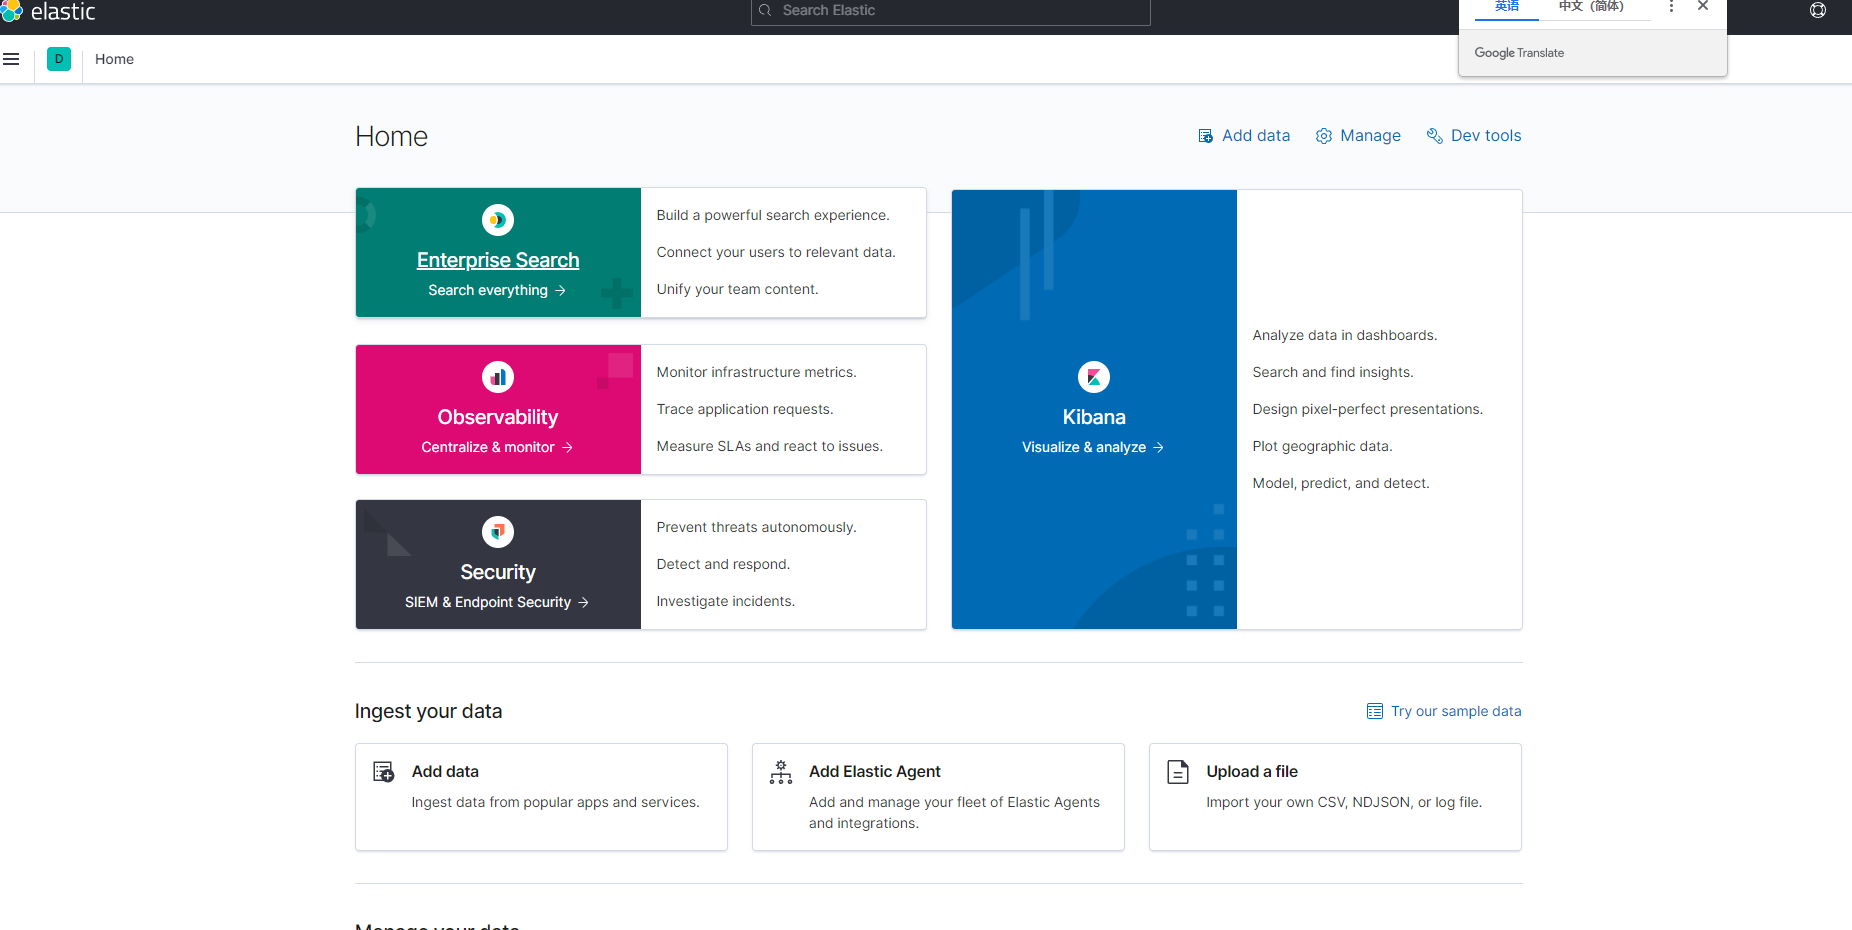 elastic
Search Elastic
英语
中文（简体）
Google Translate
D
Home
Home
Add data
Manage
Dev tools
Enterprise Search
Search everything
Build a powerful search experience.
Connect your users to relevant data.
Unify your team content.
Observability
Centralize & monitor
Monitor infrastructure metrics.
Trace application requests.
Measure SLAs and react to issues.
Security
SIEM & Endpoint Security
Prevent threats autonomously.
Detect and respond.
Investigate incidents.
Kibana
Visualize & analyze
Analyze data in dashboards.
Search and find insights.
Design pixel-perfect presentations.
Plot geographic data.
Model, predict, and detect.
Ingest your data
Try our sample data
Add data
Ingest data from popular apps and services.
Add Elastic Agent
Add and manage your fleet of Elastic Agents
and integrations.
Upload a file
Import your own CSV, NDJSON, or log file.
Manage your data